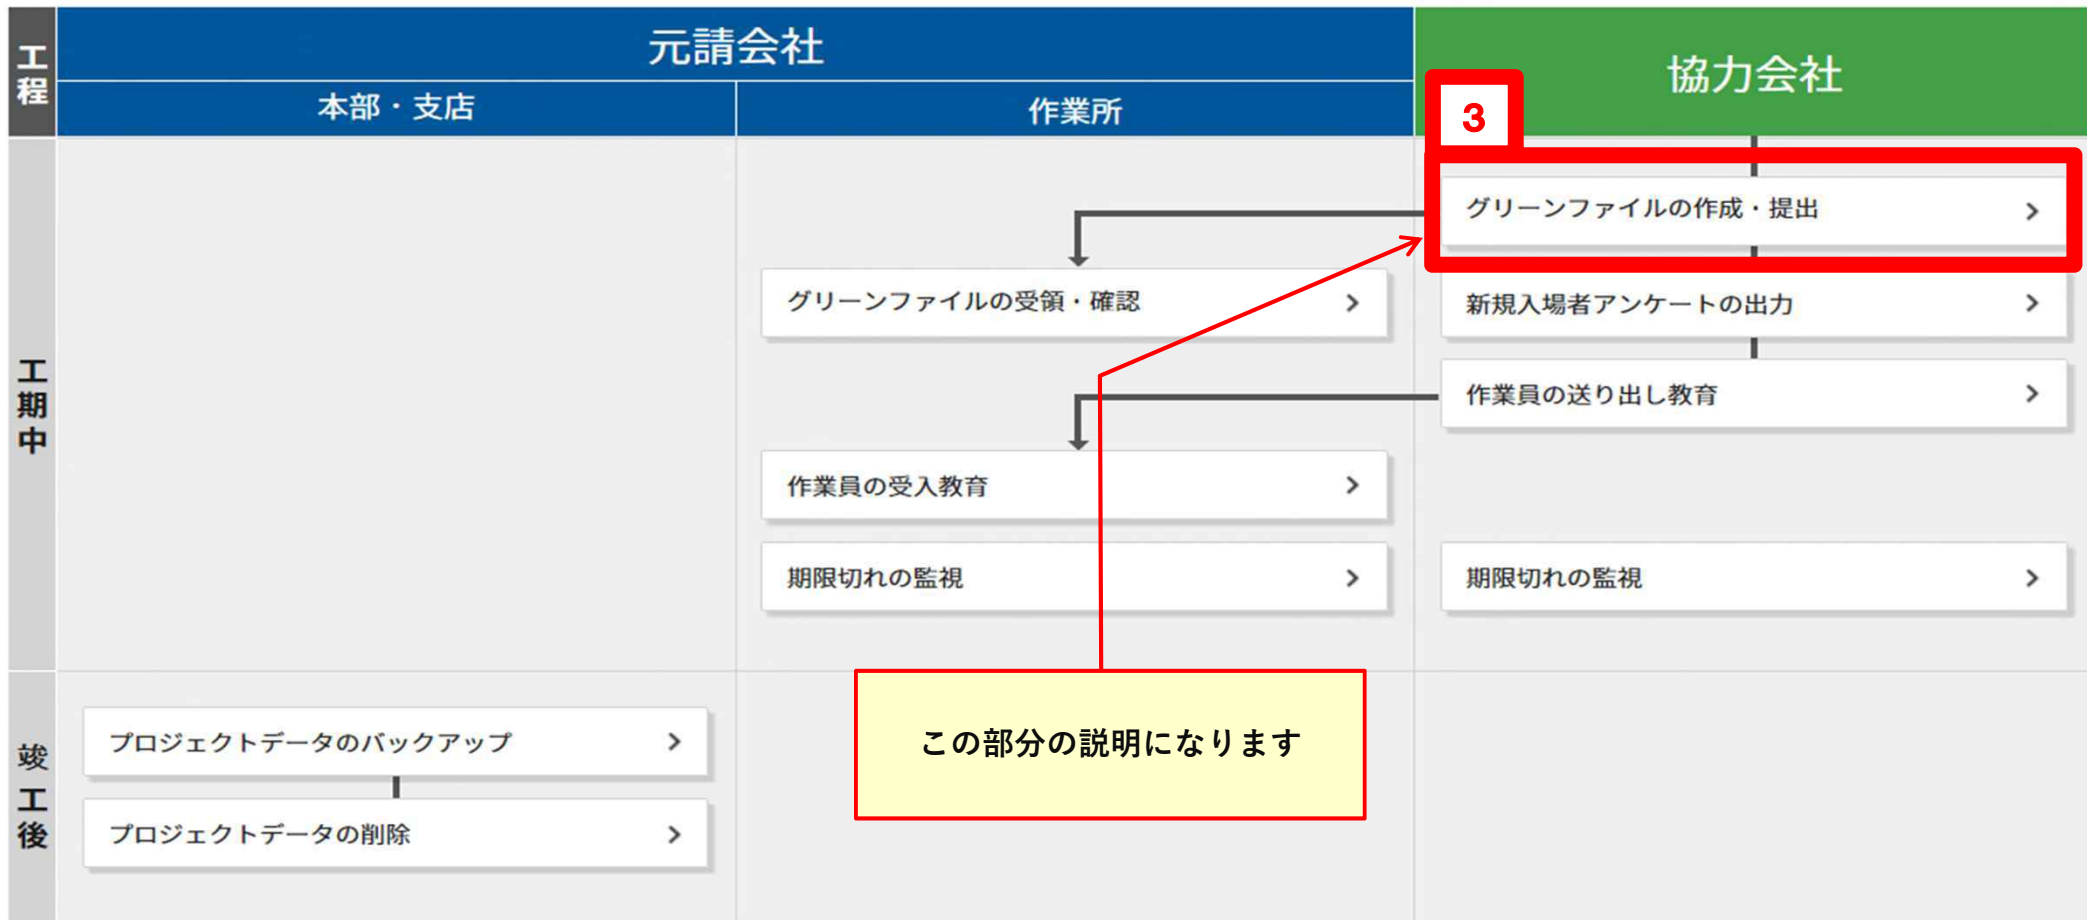 工程
元請会社
協力会社
本部・支店
作業所
3
工期中
グリーンファイルの作成・提出
グリーンファイルの受領・確認
新規入場者アンケートの出力
作業員の送り出し教育
作業員の受入教育
期限切れの監視
期限切れの監視
この部分の説明になります
竣工後
プロジェクトデータのバックアップ
プロジェクトデータの削除